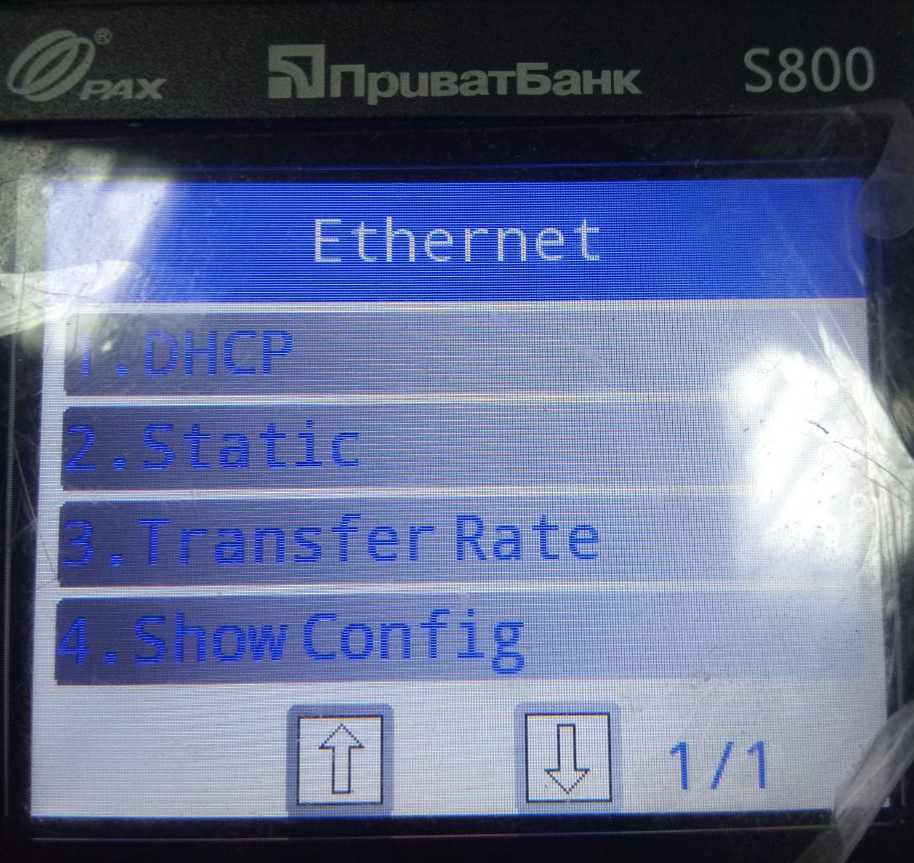 PAX® ПриватБанк S800
Ethernet
1.DHCP
2.Static
3.Transfer Rate
4.Show Config
1/1